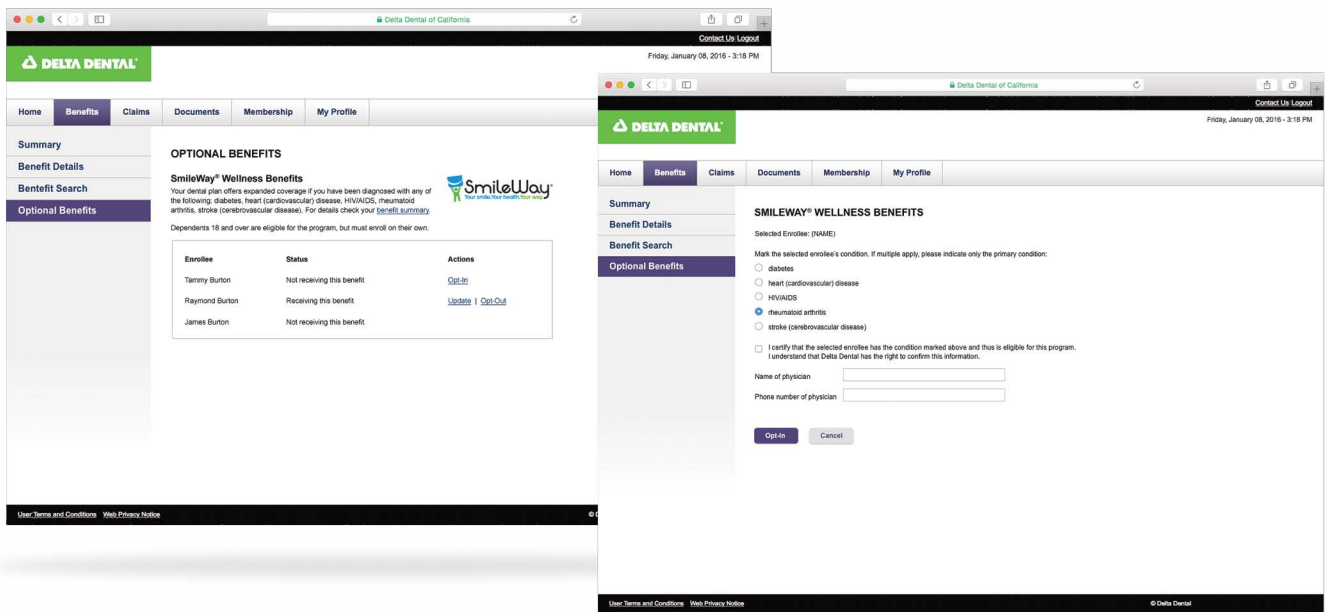 Delta Dental of California
Contact Us Logout
Friday, January 08, 2016 - 3:18 PM
DELTA DENTAL
Home Benefits Claims Documents Membership My Profile
Summary
Benefit Details
Bentefit Search
Optional Benefits
OPTIONAL BENEFITS
SmileWay® Wellness Benefits
Your dental plan offers expanded coverage if you have been diagnosed with any of
the following: diabetes, heart (cardiovascular) disease, HIV/AIDS, rheumatoid
arthritis, stroke (cerebrovascular disease). For details check your benefit summary.
SmileWay
Your smile. Your health. Your way.
Dependents 18 and over are eligible for the program, but must enroll on their own.
Enrollee Status Actions
Tammy Burton Not receiving this benefit Opt-In
Raymond Burton Receiving this benefit Update | Opt-Out
James Burton Not receiving this benefit
User Terms and Conditions Web Privacy Notice
Delta Dental of California
Contact Us Logout
Friday, January 08, 2016 - 3:18 PM
DELTA DENTAL
Home Benefits Claims Documents Membership My Profile
Summary
Benefit Details
Benefit Search
Optional Benefits
SMILEWAY® WELLNESS BENEFITS
Selected Enrollee: (NAME)
Mark the selected enrollee's condition. If multiple apply, please indicate only the primary condition:
diabetes
heart (cardiovascular) disease
HIV/AIDS
rheumatoid arthritis
stroke (cerebrovascular disease)
I certify that the selected enrollee has the condition marked above and thus is eligible for this program.
I understand that Delta Dental has the right to confirm this information.
Name of physician
Phone number of physician
Opt-In Cancel
User Terms and Conditions Web Privacy Notice © Delta Dental